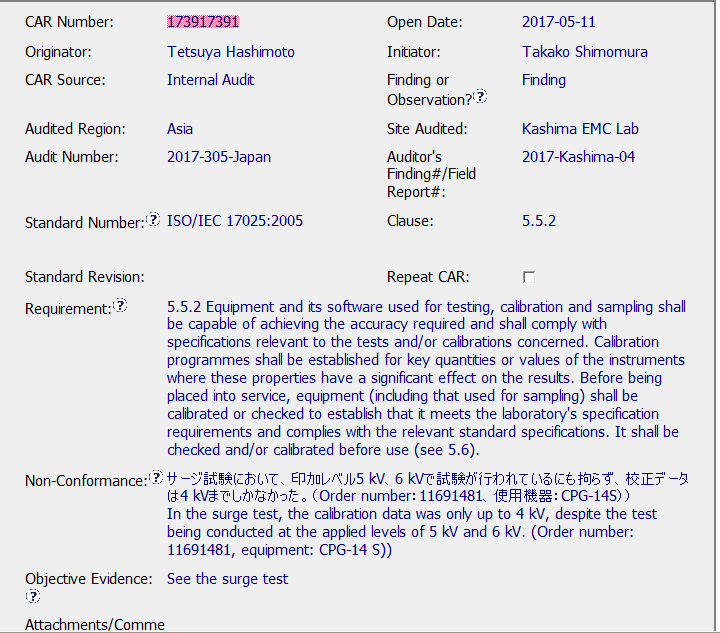 CAR Number: 173917391 Open Date: 2017-05-11
Originator: Tetsuya Hashimoto Initiator: Takako Shimomura
CAR Source: Internal Audit Finding or Observation? Finding
Audited Region: Asia Site Audited: Kashima EMC Lab
Audit Number: 2017-305-Japan Auditor's Finding#/Field Report#: 2017-Kashima-04
Standard Number: ISO/IEC 17025:2005 Clause: 5.5.2
Standard Revision: Repeat CAR:
Requirement: 5.5.2 Equipment and its software used for testing, calibration and sampling shall
be capable of achieving the accuracy required and shall comply with
specifications relevant to the tests and/or calibrations concerned. Calibration
programmes shall be established for key quantities or values of the instruments
where these properties have a significant effect on the results. Before being
placed into service, equipment (including that used for sampling) shall be
calibrated or checked to establish that it meets the laboratory's specification
requirements and complies with the relevant standard specifications. It shall be
checked and/or calibrated before use (see 5.6).
Non-Conformance: サージ試験において、印加レベル5 kV、6 kVで試験が行われているにも拘らず、校正データ
は4 kVまでしかなかった。（Order number：11691481、使用機器：CPG-14S））
In the surge test, the calibration data was only up to 4 kV, despite the test
being conducted at the applied levels of 5 kV and 6 kV. (Order number:
11691481, equipment: CPG-14 S))
Objective Evidence: See the surge test
Attachments/Comme